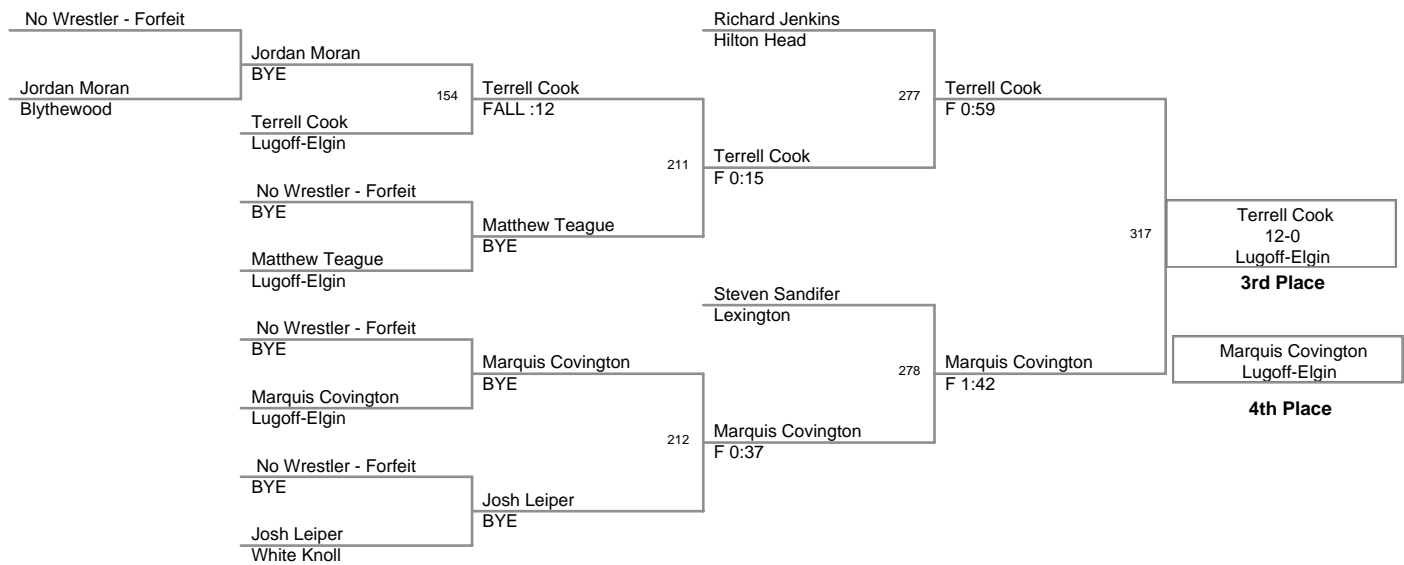 No Wrestler - Forfeit
Jordan Moran
Blythewood
Jordan Moran
BYE
154
Terrell Cook
Lugoff-Elgin
No Wrestler - Forfeit
BYE
Matthew Teague
Lugoff-Elgin
No Wrestler - Forfeit
BYE
Marquis Covington
Lugoff-Elgin
No Wrestler - Forfeit
BYE
Josh Leiper
White Knoll
Terrell Cook
FALL :12
211
Matthew Teague
BYE
Marquis Covington
BYE
212
Josh Leiper
BYE
Richard Jenkins
Hilton Head
277
Terrell Cook
F 0:15
Steven Sandifer
Lexington
278
Marquis Covington
F 0:37
Terrell Cook
F 0:59
317
Marquis Covington
F 1:42
Terrell Cook
12-0
Lugoff-Elgin
3rd Place
Marquis Covington
Lugoff-Elgin
4th Place